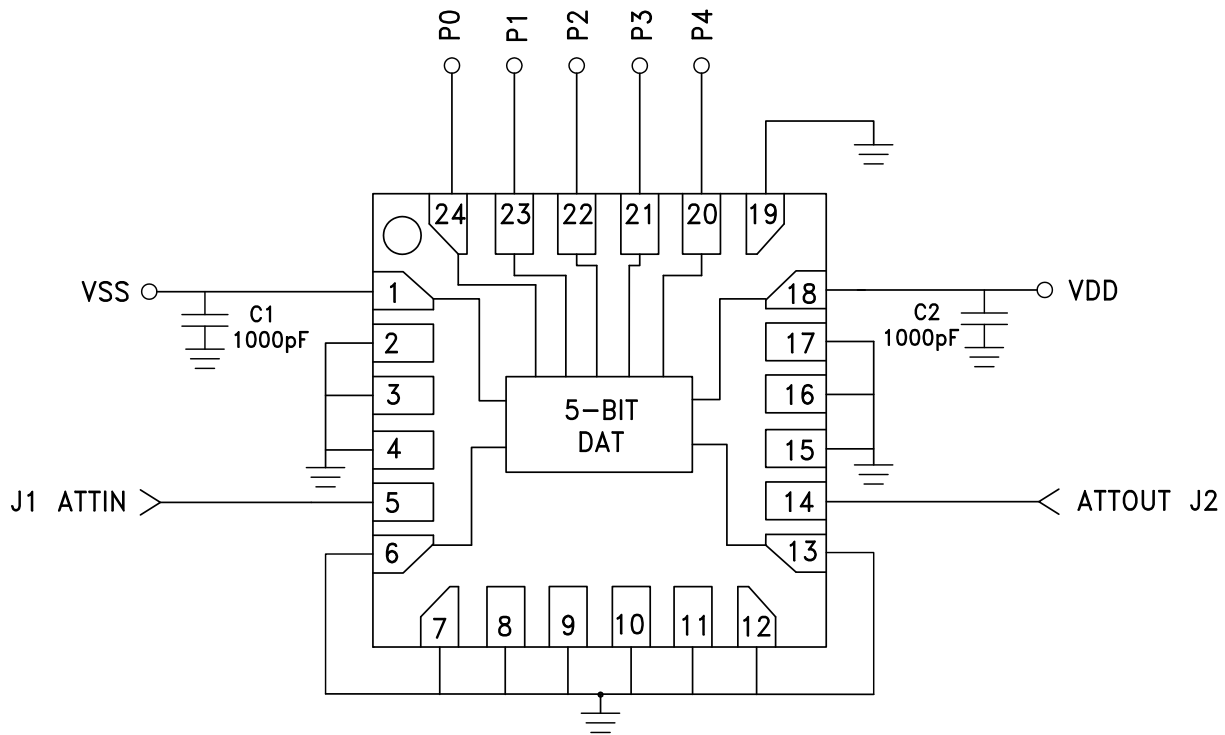 P0 P1 P2 P3 P4
24 23 22 21 20 19
VSS 1 18 VDD
C1
1000pF
C2
1000pF
2 17
3 16
5-BIT
DAT
4 15
J1 ATTIN 5 14 ATTOUT J2
6 13
7 8 9 10 11 12